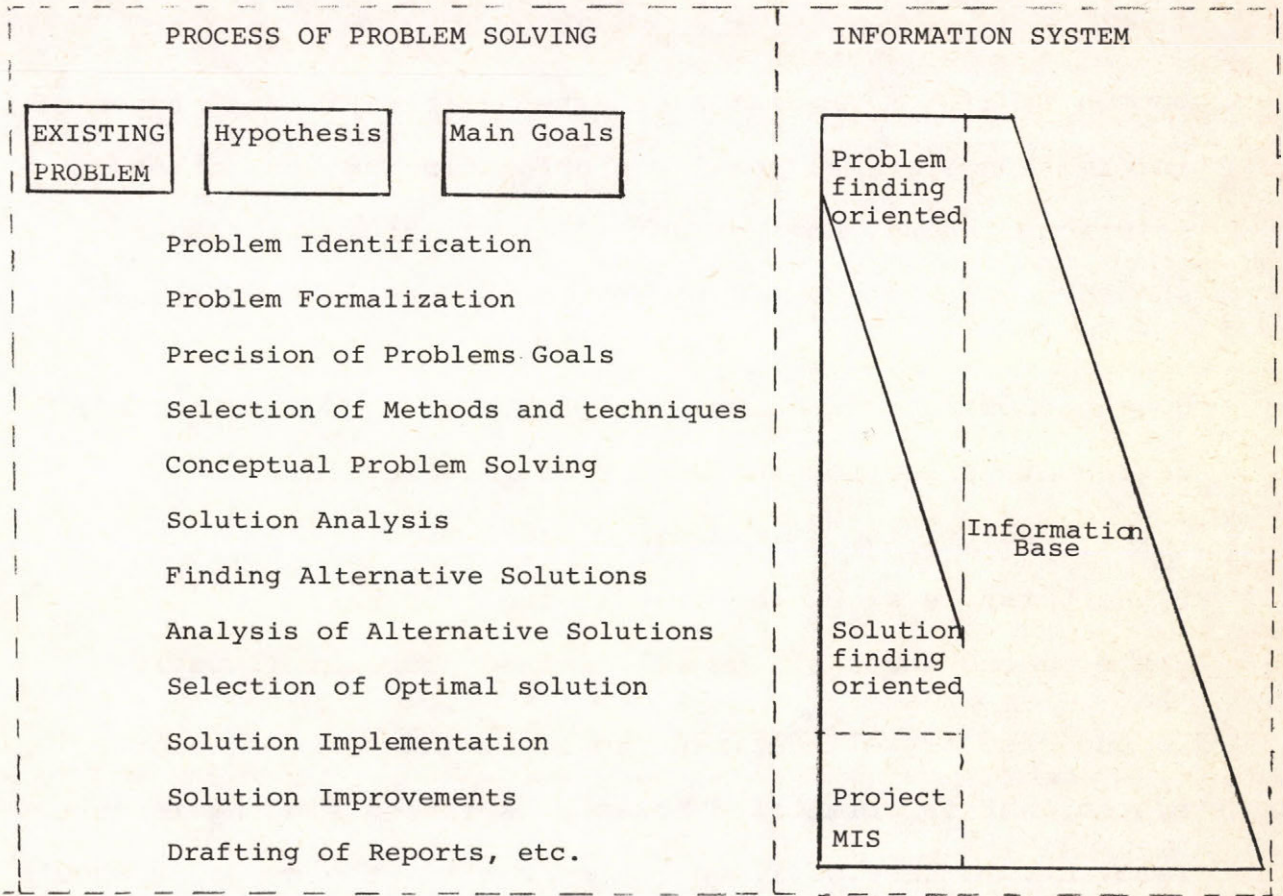 PROCESS OF PROBLEM SOLVING
EXISTING
PROBLEM
Hypothesis
Main Goals
Problem Identification
Problem Formalization
Precision of Problems Goals
Selection of Methods and techniques
Conceptual Problem Solving
Solution Analysis
Finding Alternative Solutions
Analysis of Alternative Solutions
Selection of Optimal solution
Solution Implementation
Solution Improvements
Drafting of Reports, etc.
INFORMATION SYSTEM
Problem
finding
oriented
Information
Base
Solution
finding
oriented
Project
MIS